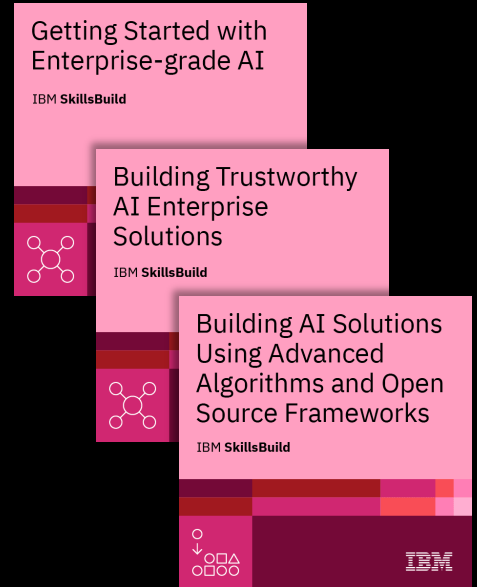 Getting Started with
Enterprise-grade AI
IBM SkillsBuild
Building Trustworthy
AI Enterprise
Solutions
IBM SkillsBuild
Building AI Solutions
Using Advanced
Algorithms and Open
Source Frameworks
IBM SkillsBuild
IBM